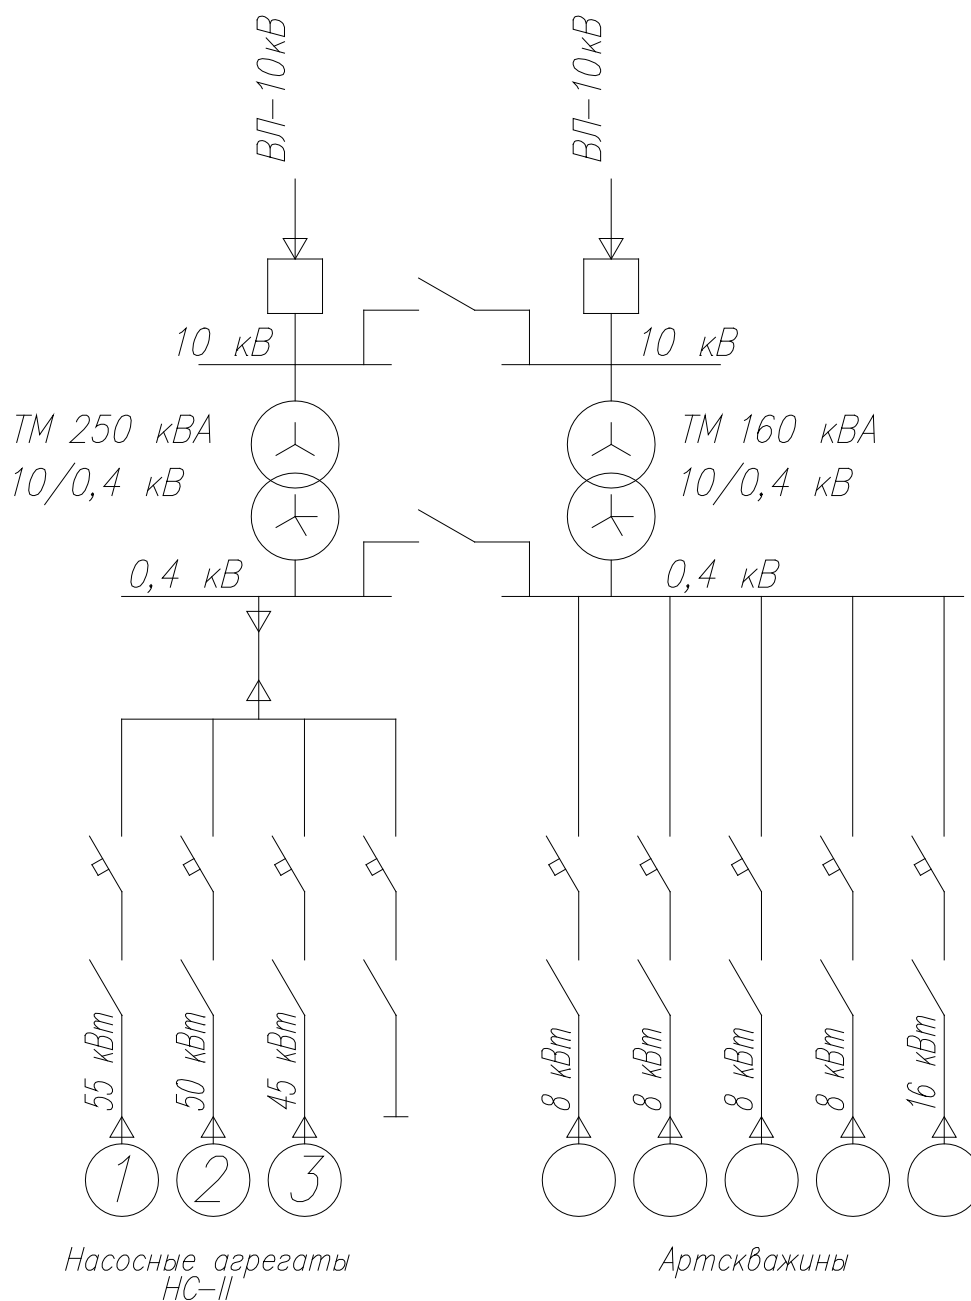 ВЛ-10кВ
ВЛ-10кВ
10 кВ
10 кВ
ТМ 250 кВА
10/0,4 кВ
ТМ 160 кВА
10/0,4 кВ
0,4 кВ
0,4 кВ
55 кВт
50 кВт
45 кВт
8 кВт
8 кВт
8 кВт
8 кВт
16 кВт
1
2
3
Насосные агрегаты
НС-II
Артскважины